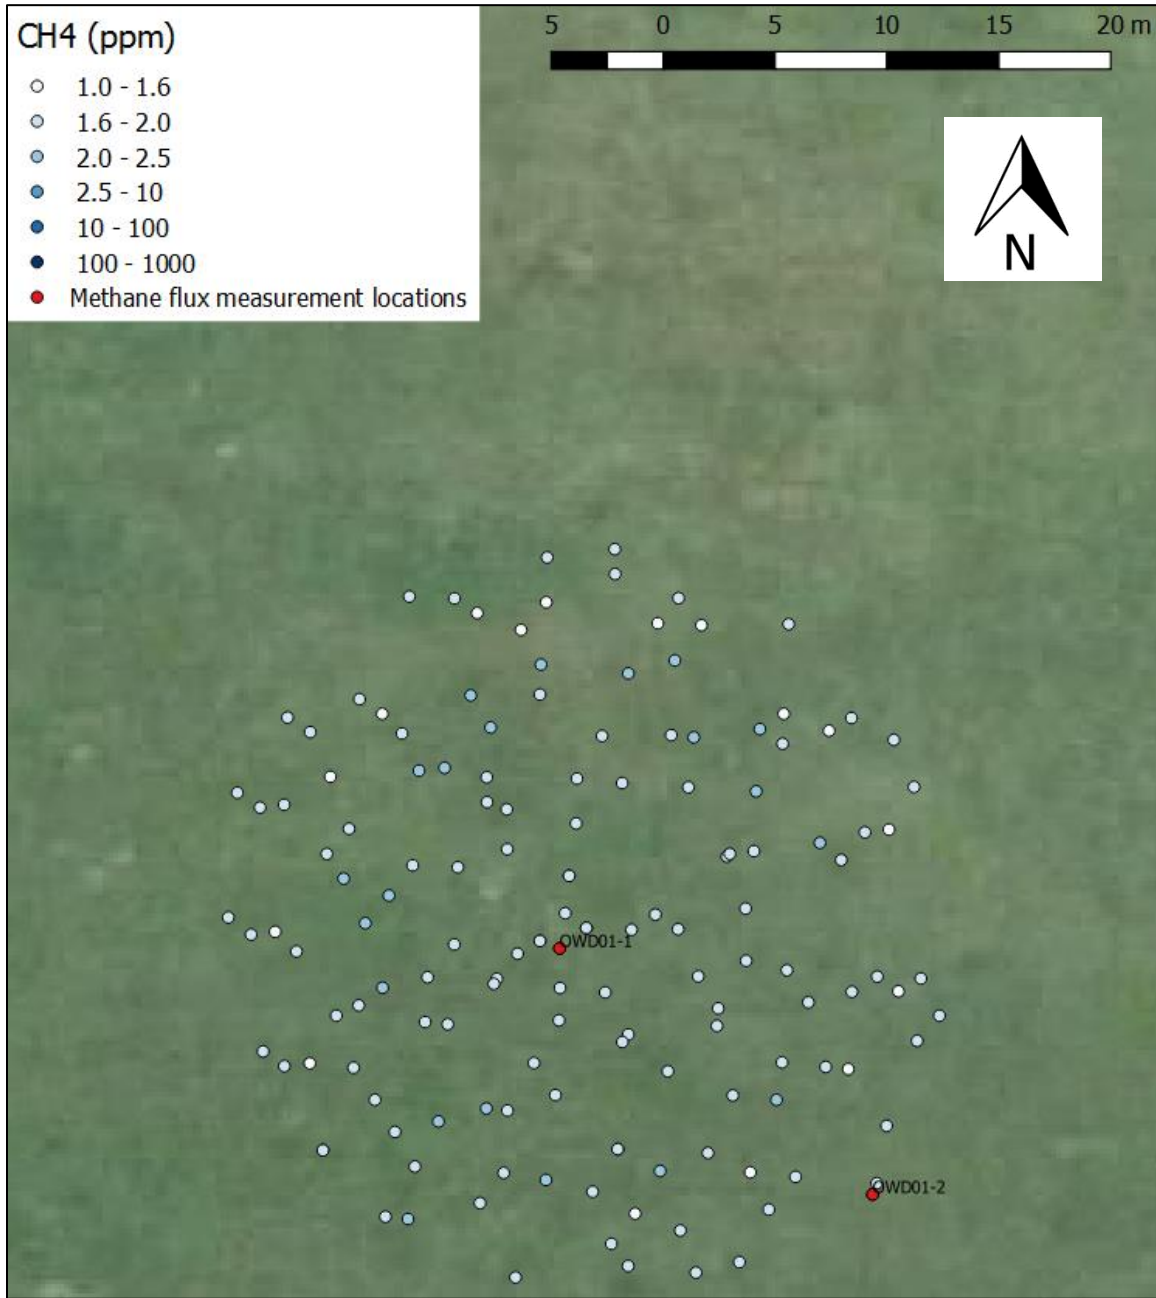 CH4 (ppm)
1.0 - 1.6
1.6 - 2.0
2.0 - 2.5
2.5 - 10
10 - 100
100 - 1000
Methane flux measurement locations
5 0 5 10 15 20 m
N
OWD01-1
OWD01-2